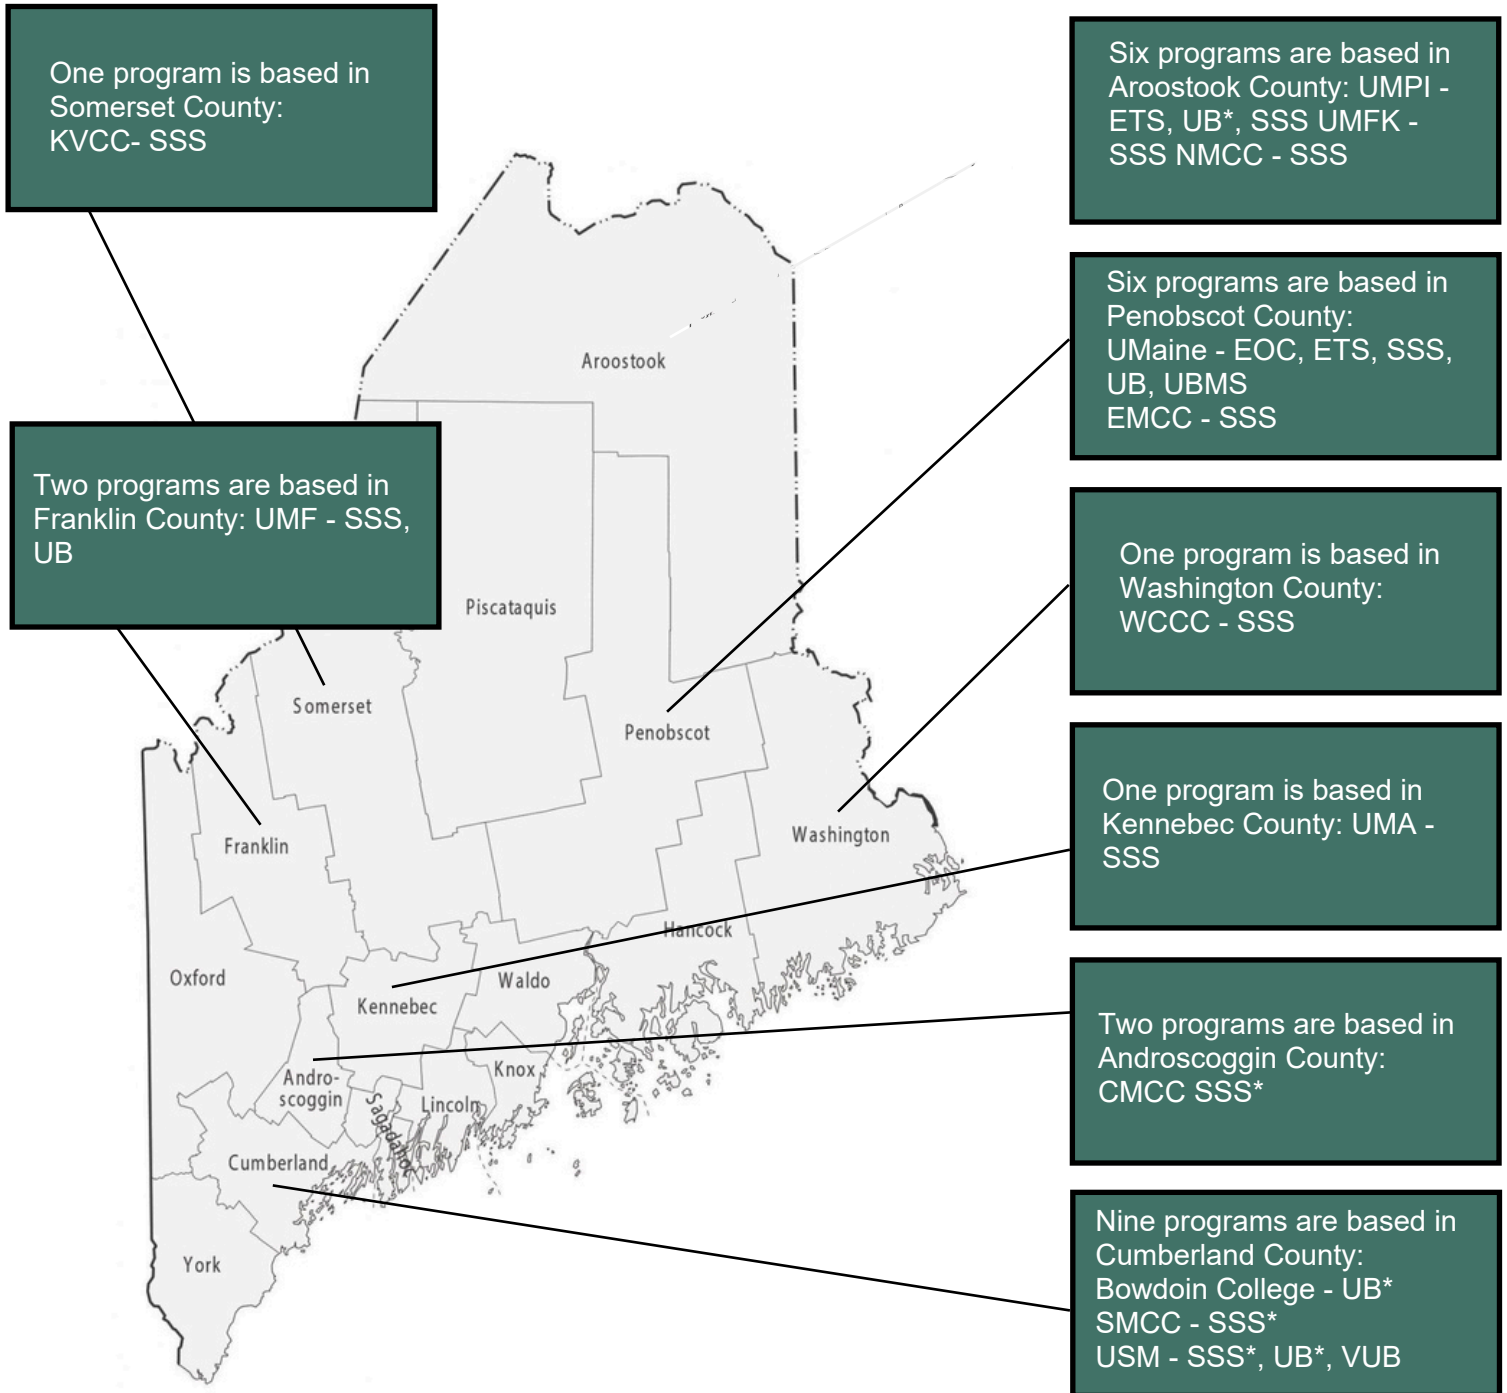 One program is based in
Somerset County:
KVCC- SSS
Six programs are based in
Aroostook County: UMPI -
ETS, UB*, SSS UMFK -
SSS NMCC - SSS
Six programs are based in
Penobscot County:
UMaine - EOC, ETS, SSS,
UB, UBMS
EMCC - SSS
Two programs are based in
Franklin County: UMF - SSS,
UB
One program is based in
Washington County:
WCCC - SSS
One program is based in
Kennebec County: UMA -
SSS
Two programs are based in
Androscoggin County:
CMCC SSS*
Nine programs are based in
Cumberland County:
Bowdoin College - UB*
SMCC - SSS*
USM - SSS*, UB*, VUB
Aroostook
Piscataquis
Somerset
Penobscot
Franklin
Washington
Hancock
Oxford
Waldo
Kennebec
Knox
Andro-
scoggin
Lincoln
Sagadahoc
Cumberland
York